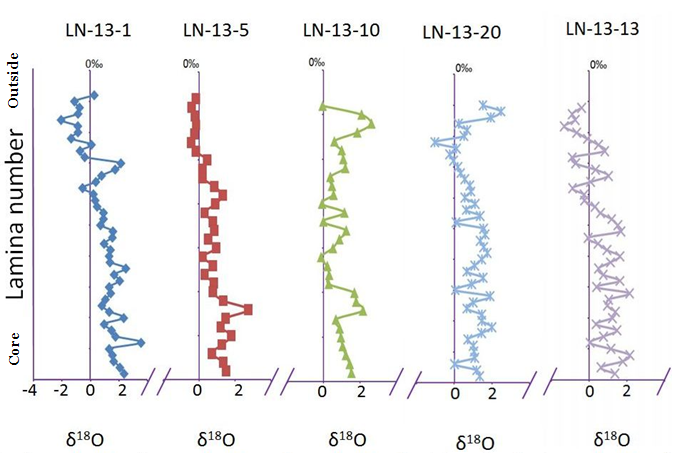 LN-13-1 LN-13-5 LN-13-10 LN-13-20 LN-13-13
0‰ 0‰ 0‰ 0‰ 0‰
Outside
Lamina number
Core
-4 -2 0 2 0 2 0 2 0 2 0 2
δ18O δ18O δ18O δ18O δ18O